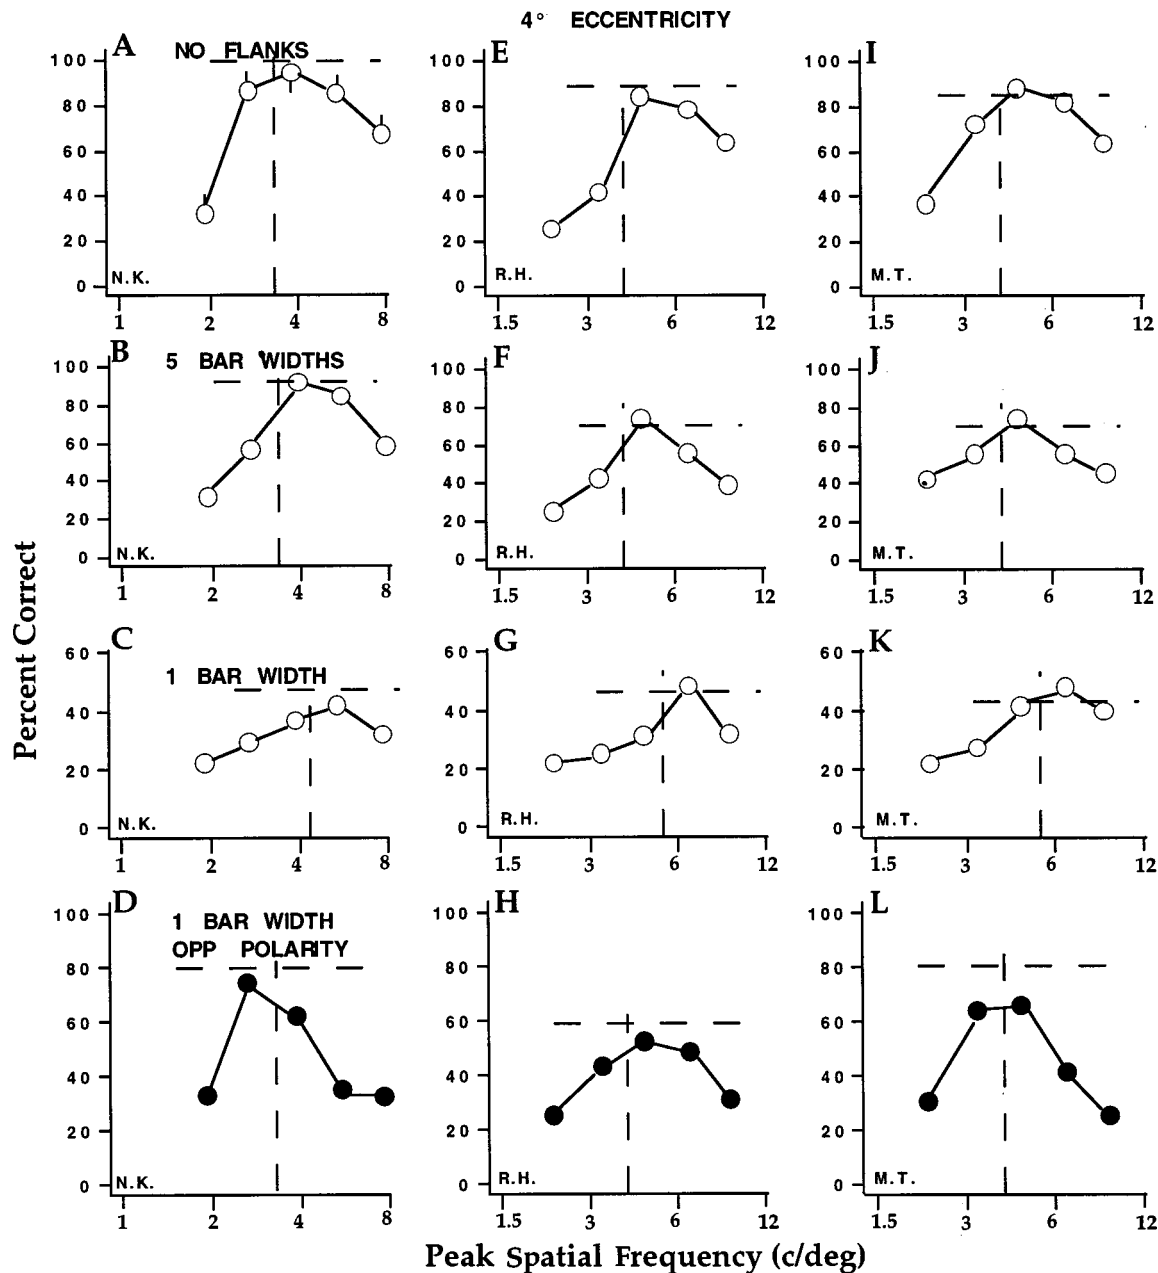 4° ECCENTRICITY
A
NO FLANKS
100
80
60
40
20
0
N.K.
1 2 4 8
E
100
80
60
40
20
0
R.H.
1.5 3 6 12
I
100
80
60
40
20
0
M.T.
1.5 3 6 12
B
5 BAR WIDTHS
100
80
60
40
20
0
N.K.
1 2 4 8
F
100
80
60
40
20
0
R.H.
1.5 3 6 12
J
100
80
60
40
20
0
M.T.
1.5 3 6 12
Percent Correct
C
1 BAR WIDTH
60
40
20
0
N.K.
1 2 4 8
G
60
40
20
0
R.H.
1.5 3 6 12
K
60
40
20
0
M.T.
1.5 3 6 12
D
1 BAR WIDTH
OPP POLARITY
100
80
60
40
20
0
N.K.
1 2 4 8
H
100
80
60
40
20
0
R.H.
1.5 3 6 12
L
100
80
60
40
20
0
M.T.
1.5 3 6 12
Peak Spatial Frequency (c/deg)